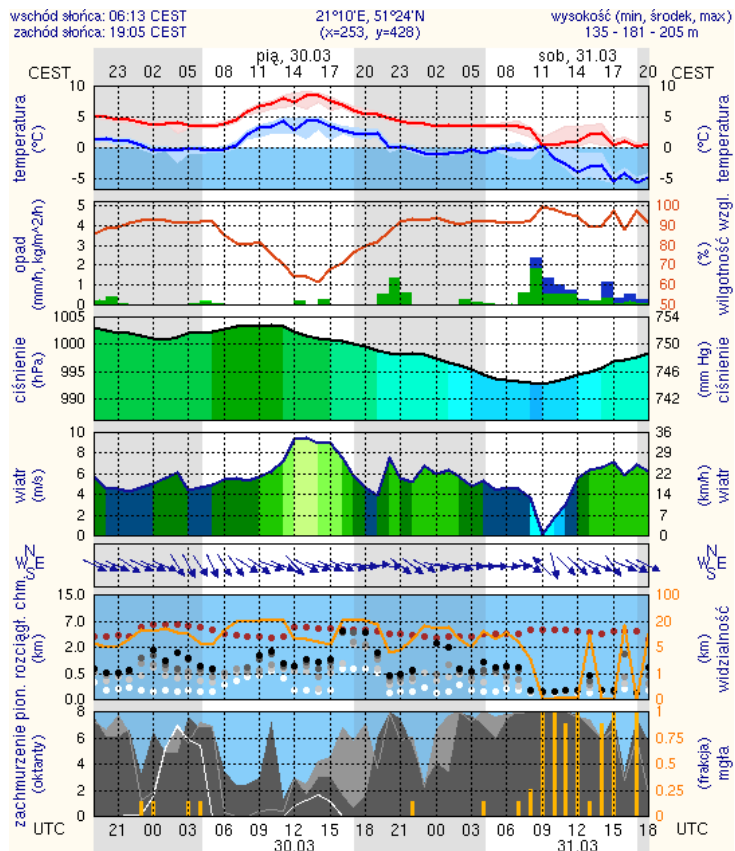 wschód słońca: 06:13 CEST 21°10'E, 51°24'N wysokość (min, środek, max)
zachód słońca: 19:05 CEST (x=253, y=428) 135 - 181 - 205 m
pią, 30.03 sob, 31.03
CEST 23 02 05 08 11 14 17 20 23 02 05 08 11 14 17 20 CEST
temperatura (°C) 10 5 0 -5 10 5 0 -5 (°C) temperatura
opad (mm/h, kg/m^2/h) 5 4 3 2 1 0 100 90 80 70 60 50 (%) wilgotność wzgl.
ciśnienie (hPa) 1005 1000 995 990 754 750 746 742 (mm Hg) ciśnienie
wiatr (m/s) 10 8 6 4 2 0 36 29 22 14 7 0 (km/h) wiatr
N W E S N W E S
pion. rozciągł. chm. (km) 15.0 7.0 2.0 0.5 0.0 100 20 5 1 0 (km) widzialność
zachmurzenie (oktanty) 8 6 4 2 0 1 0.75 0.5 0.25 0 (frakcja) mgła
UTC 21 00 03 06 09 12 15 18 21 00 03 06 09 12 15 18 UTC
30.03 31.03